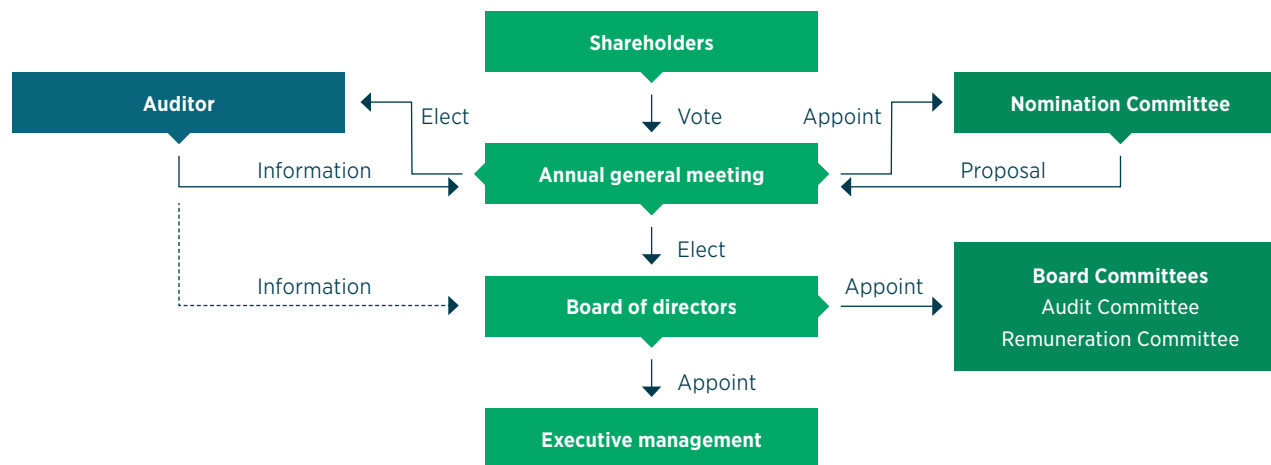 Shareholders
Auditor
Elect
Vote
Appoint
Nomination Committee
Information
Annual general meeting
Proposal
Elect
Information
Board of directors
Appoint
Board Committees
Audit Committee
Remuneration Committee
Appoint
Executive management